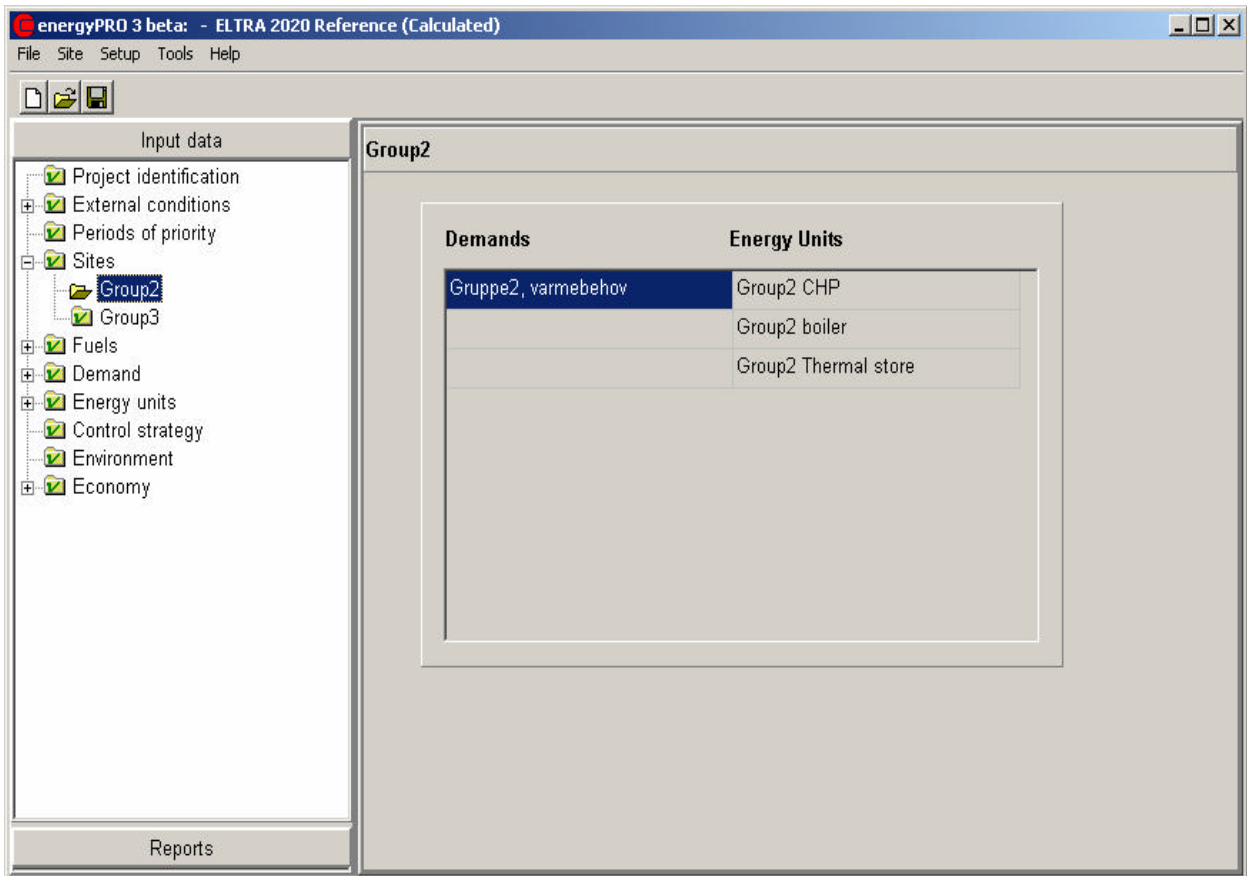 energyPRO 3 beta: - ELTRA 2020 Reference (Calculated)
File Site Setup Tools Help
Input data
Project identification
External conditions
Periods of priority
Sites
Group2
Group3
Fuels
Demand
Energy units
Control strategy
Environment
Economy
Reports
Group2
Demands Energy Units
Gruppe2, varmebehov Group2 CHP
Group2 boiler
Group2 Thermal store